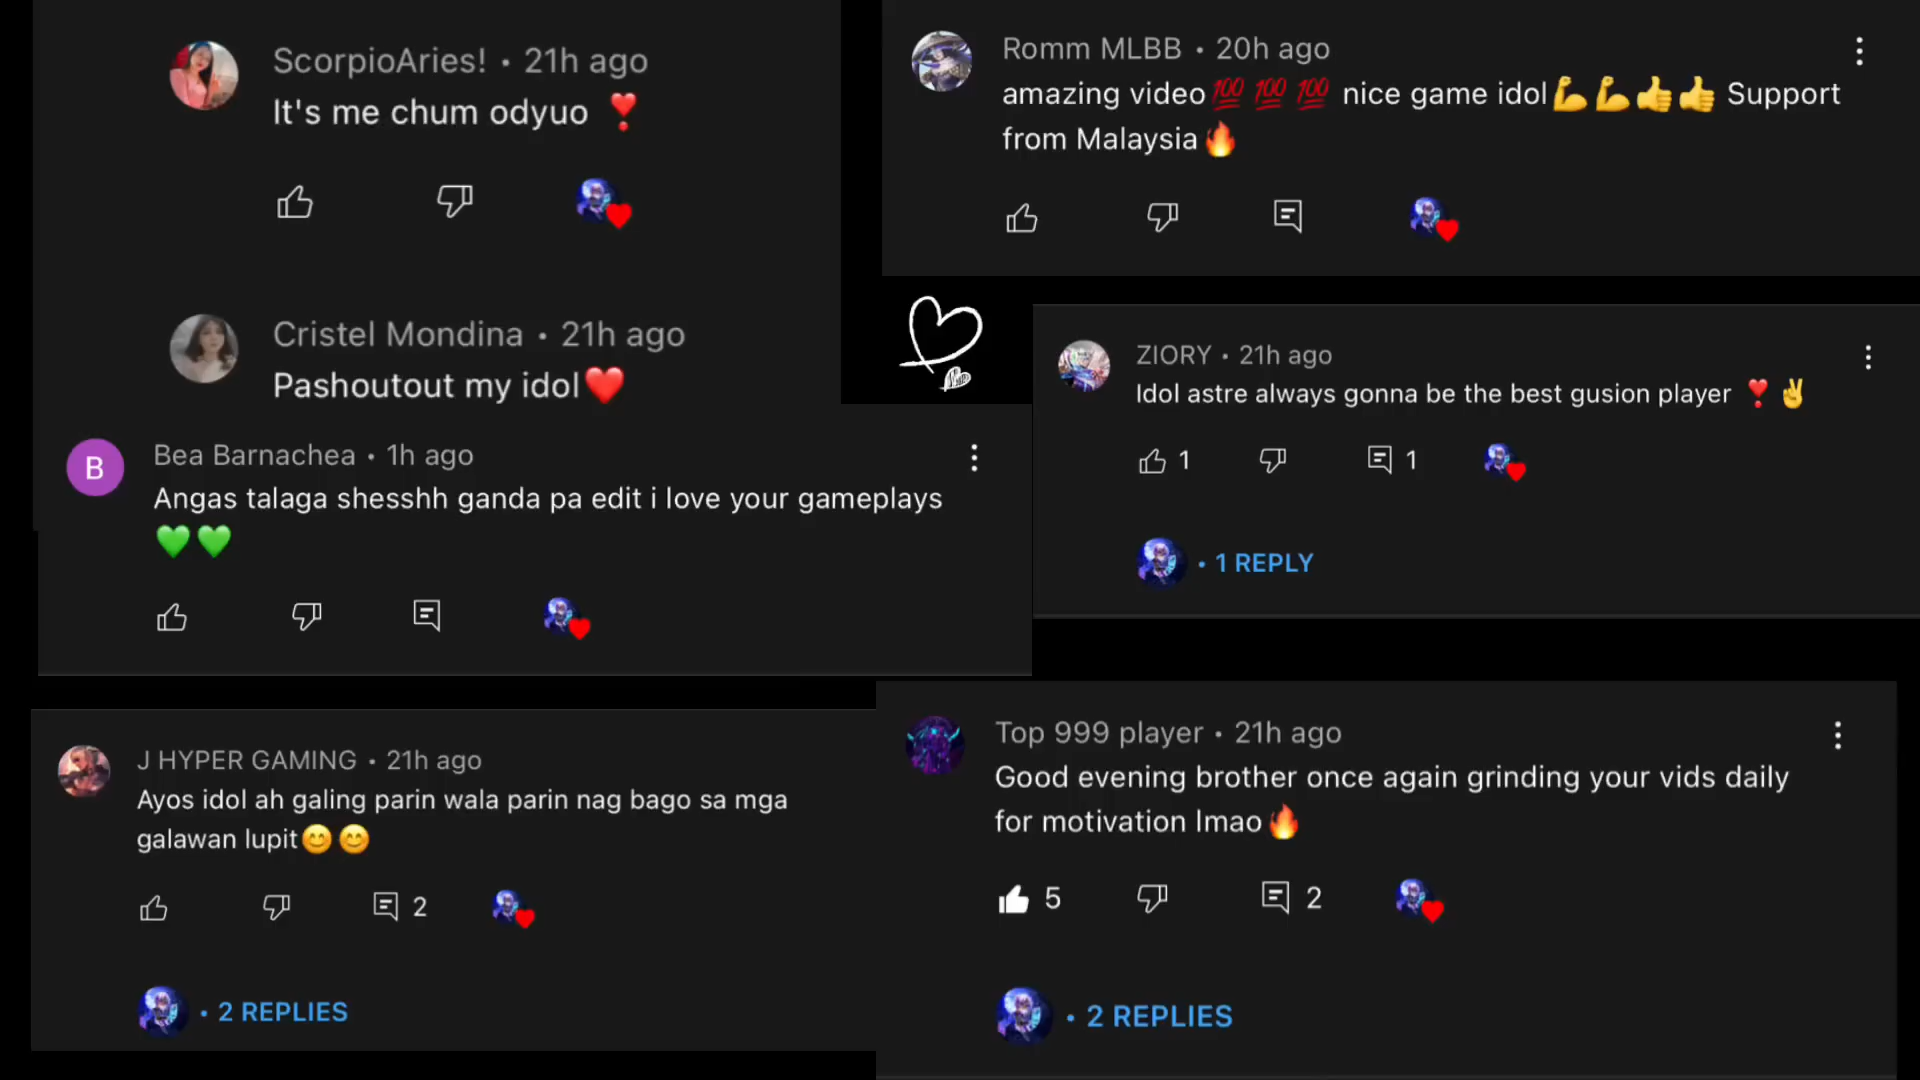 ScorpioAries! • 21h ago
It's me chum odyuo ❣️
Cristel Mondina • 21h ago
Pashoutout my idol❤️
B
Bea Barnachea • 1h ago
Angas talaga shesshh ganda pa edit i love your gameplays
💚💚
J HYPER GAMING • 21h ago
Ayos idol ah galing parin wala parin nag bago sa mga
galawan lupit😊😊
2
• 2 REPLIES
Romm MLBB • 20h ago
amazing video💯💯💯 nice game idol💪💪👍👍 Support
from Malaysia🔥
ZIORY • 21h ago
Idol astre always gonna be the best gusion player ❣️✌️
1 1
• 1 REPLY
Top 999 player • 21h ago
Good evening brother once again grinding your vids daily
for motivation lmao🔥
5 2
• 2 REPLIES